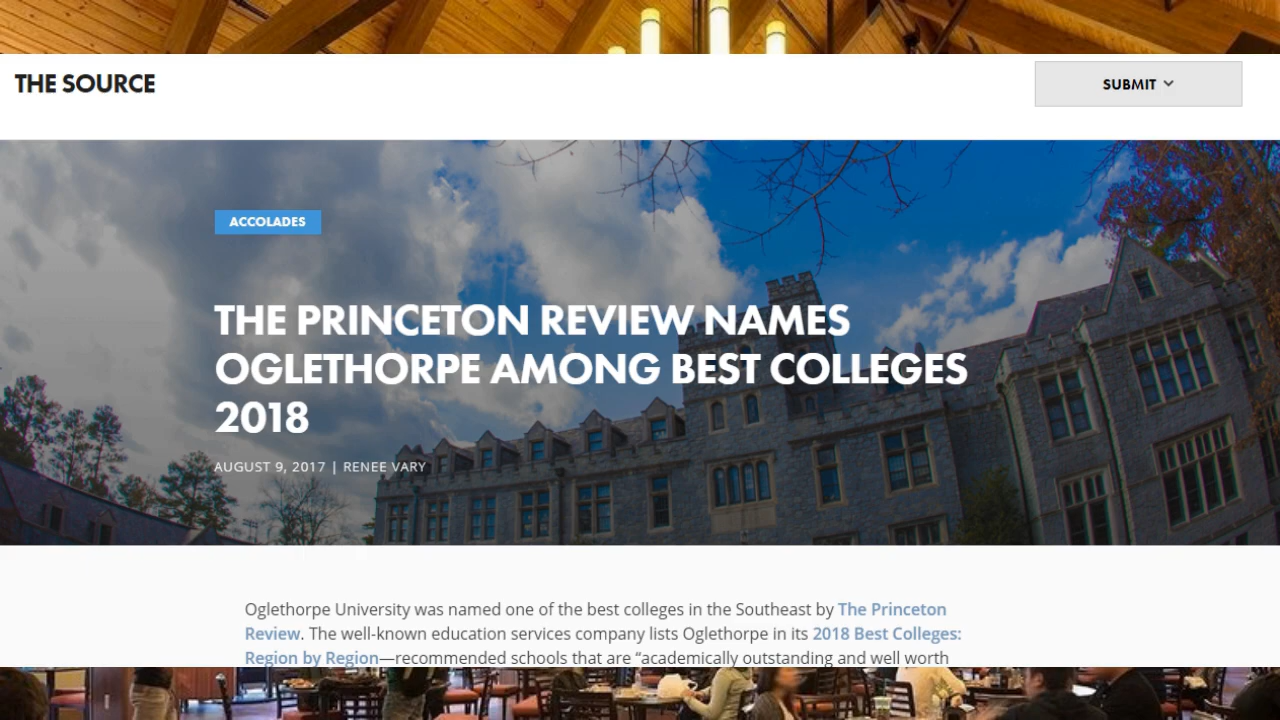 THE SOURCE
SUBMIT
ACCOLADES
THE PRINCETON REVIEW NAMES
OGLETHORPE AMONG BEST COLLEGES
2018
AUGUST 9, 2017 | RENEE VARY
Oglethorpe University was named one of the best colleges in the Southeast by The Princeton
Review. The well-known education services company lists Oglethorpe in its 2018 Best Colleges:
Region by Region—recommended schools that are “academically outstanding and well worth